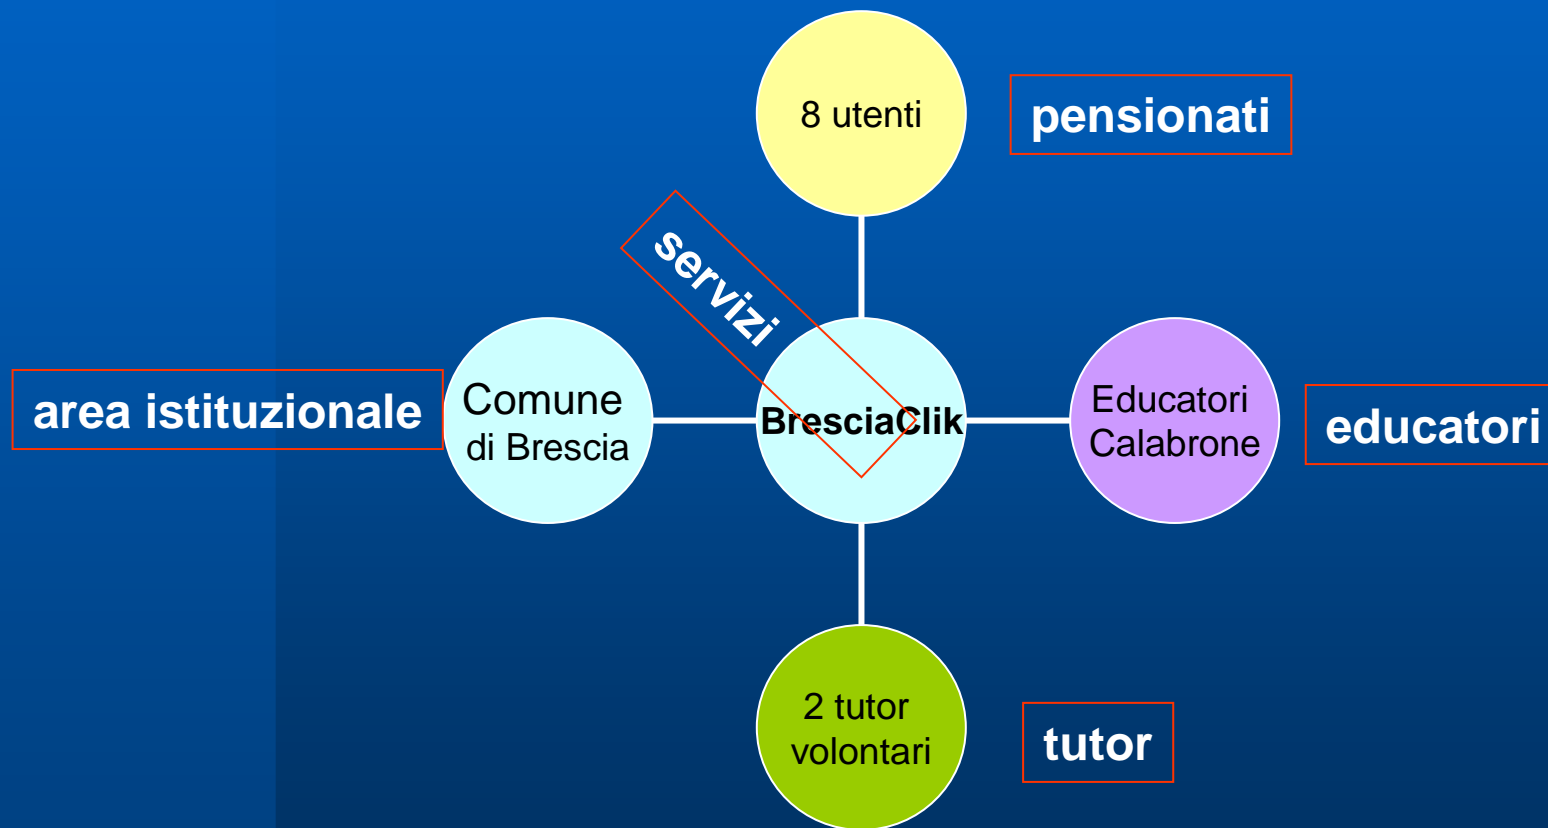 8 utenti
pensionati
servizi
area istituzionale
Comune
di Brescia
BresciaClik
Educatori
Calabrone
educatori
2 tutor
volontari
tutor